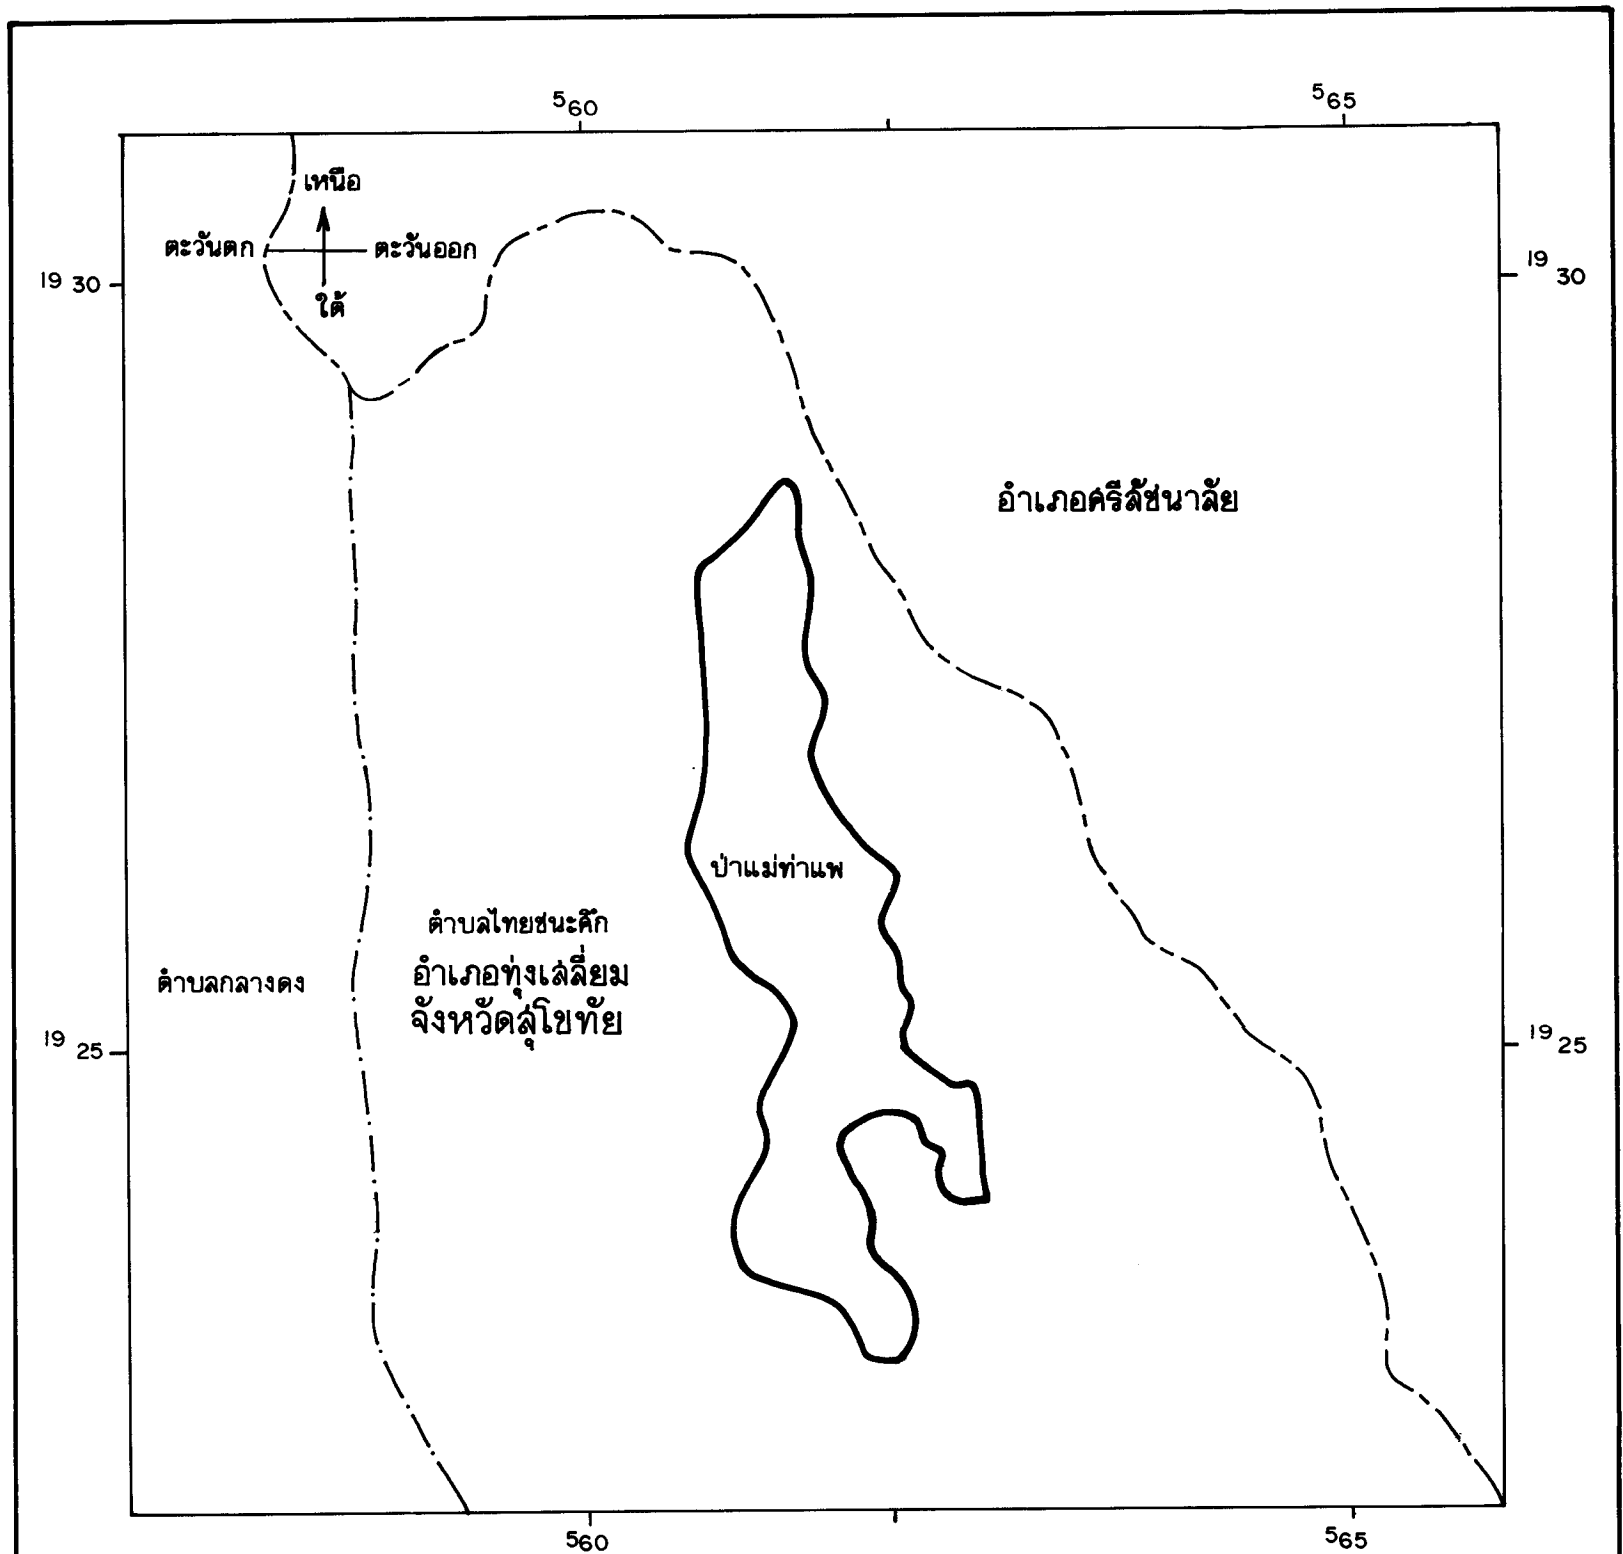 560 565
เหนือ
ตะวันตก ตะวันออก
ใต้
19 30 19 30
อำเภอศรีสัชนาลัย
ป่าแม่ท่าแพ
ตำบลไทยชนะศึก
อำเภอทุ่งเสลี่ยม
ตำบลกลางดง
จังหวัดสุโขทัย
19 25 19 25
560 565